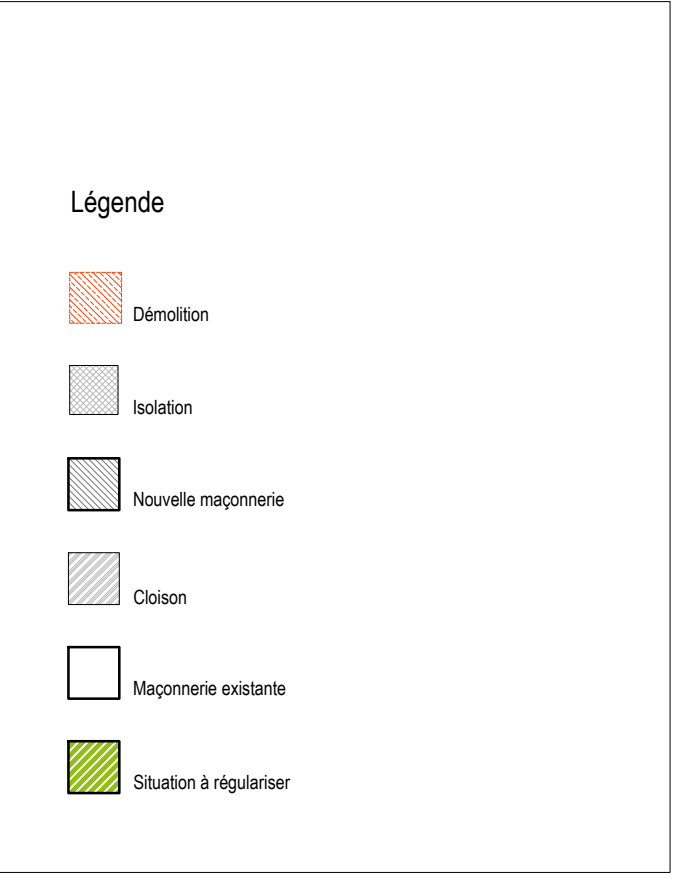 Légende
Démolition
Isolation
Nouvelle maçonnerie
Cloison
Maçonnerie existante
Situation à régulariser